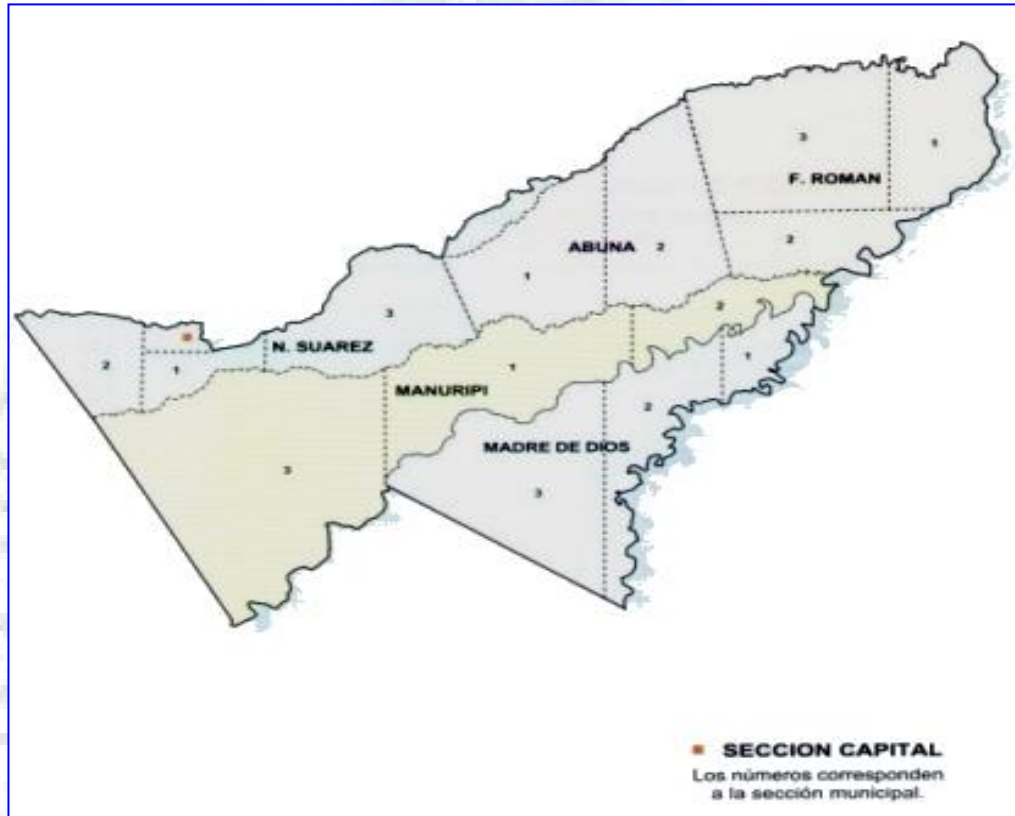 3
1
F. ROMAN
ABUNA
2
2
1
3
2
N. SUAREZ
1
2
1
2
1
MANURIPI
2
MADRE DE DIOS
3
3
SECCION CAPITAL
Los números corresponden
a la sección municipal.